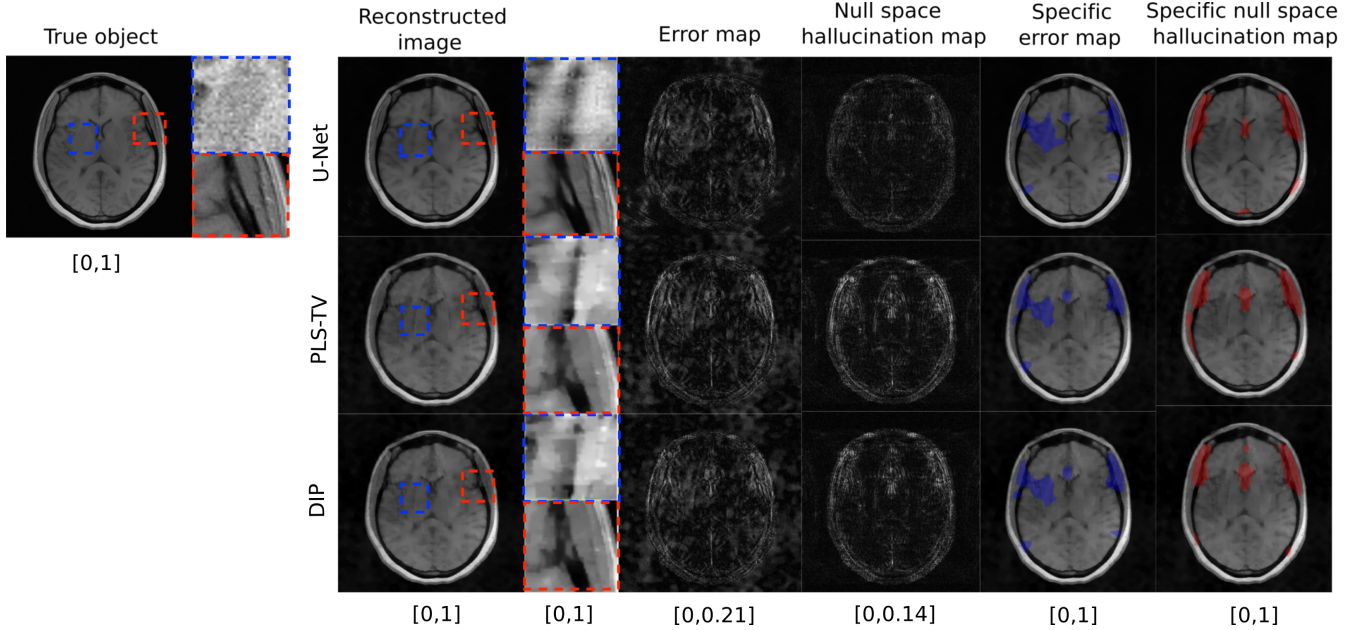 True object
[0,1]
Reconstructed
image
Error map
Null space
hallucination map
Specific
error map
Specific null space
hallucination map
U-Net
PLS-TV
DIP
[0,1]
[0,1]
[0,0.21]
[0,0.14]
[0,1]
[0,1]